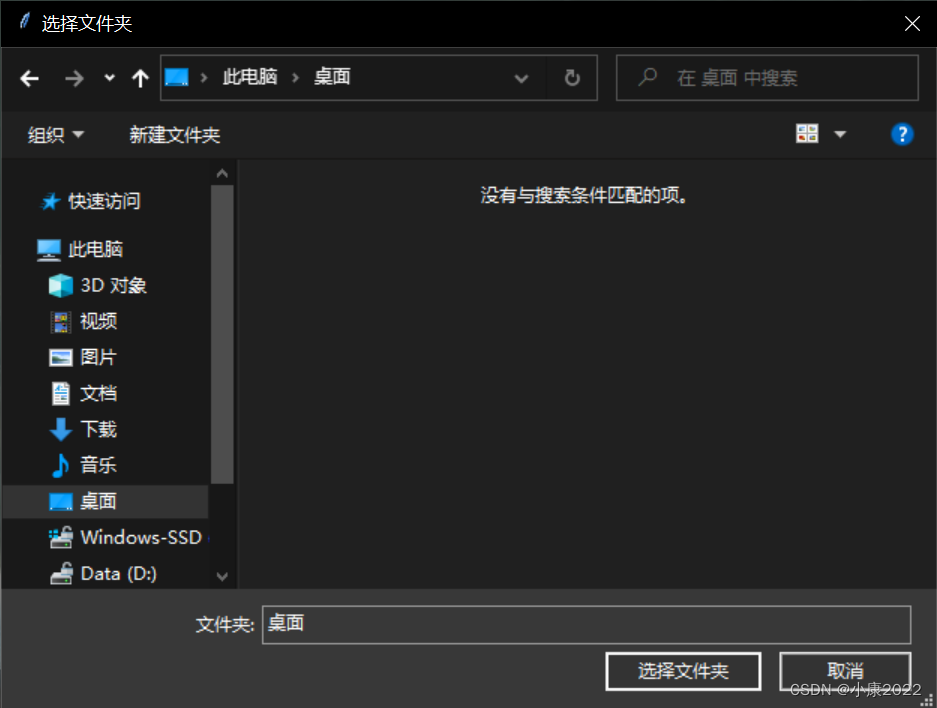 选择文件夹
此电脑 桌面
在 桌面 中搜索
组织 新建文件夹
没有与搜索条件匹配的项。
快速访问
此电脑
3D 对象
视频
图片
文档
下载
音乐
桌面
Windows-SSD
Data (D:)
文件夹: 桌面
选择文件夹 取消
CSDN @小康2022